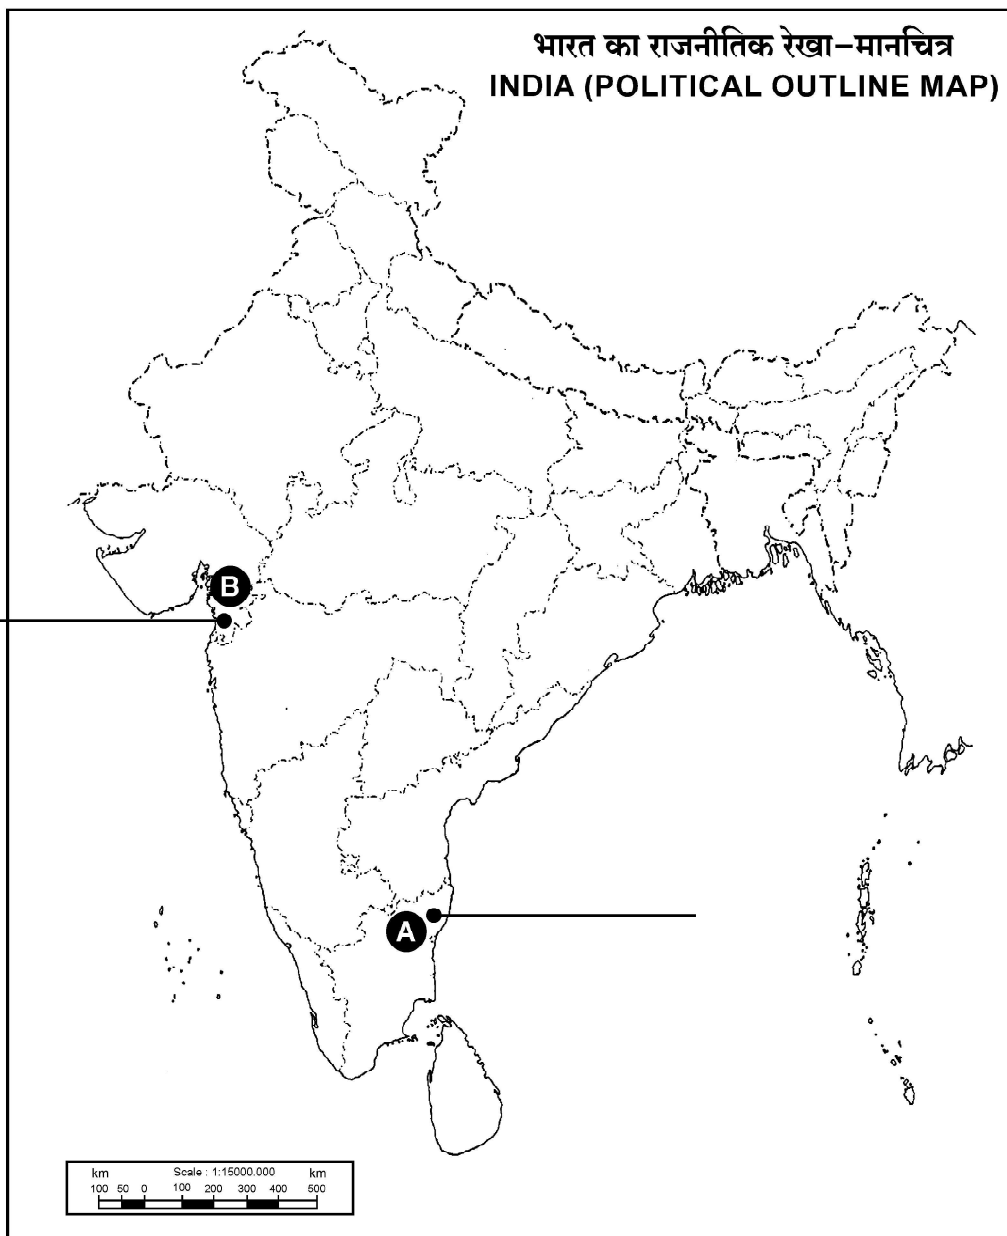 भारत का राजनीतिक रेखा-मानचित्र
INDIA (POLITICAL OUTLINE MAP)
B
A
km Scale : 1:15000.000 km
100 50 0 100 200 300 400 500